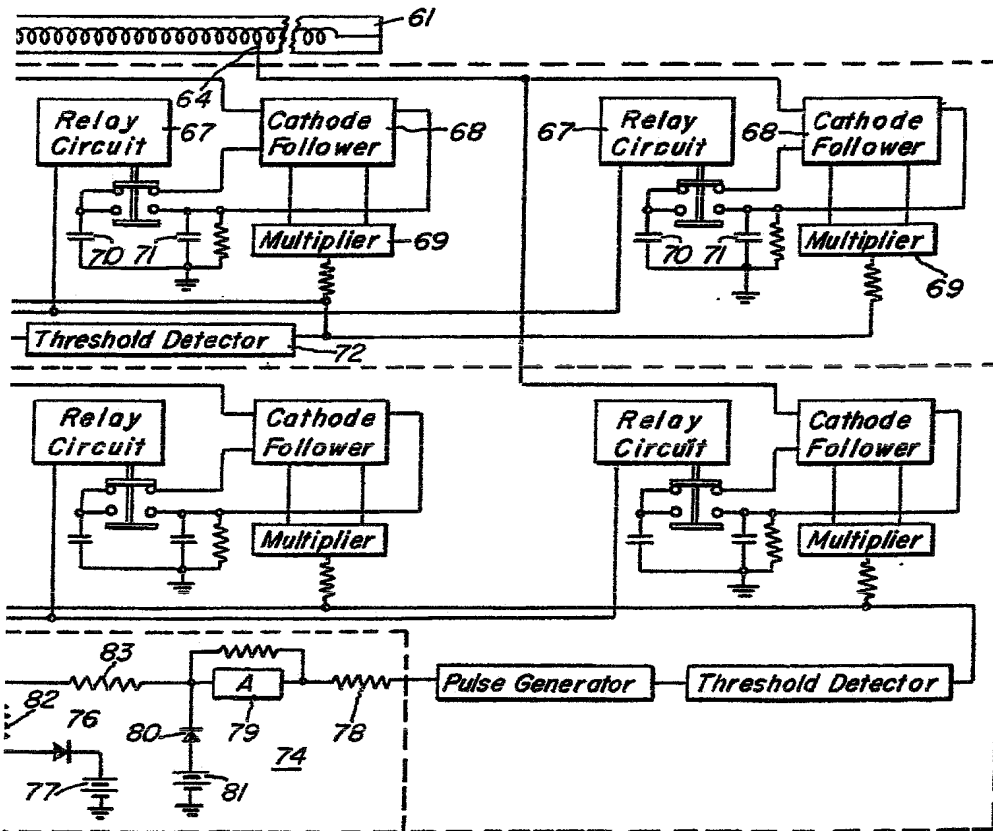 61
64
Relay
Circuit
67
Cathode
Follower
68
67
Relay
Circuit
68
Cathode
Follower
70
71
Multiplier
69
70
71
Multiplier
69
Threshold Detector
72
Relay
Circuit
Cathode
Follower
Relay
Circuit
Cathode
Follower
Multiplier
Multiplier
83
A
82
76
80
79
78
Pulse Generator
Threshold Detector
74
77
81